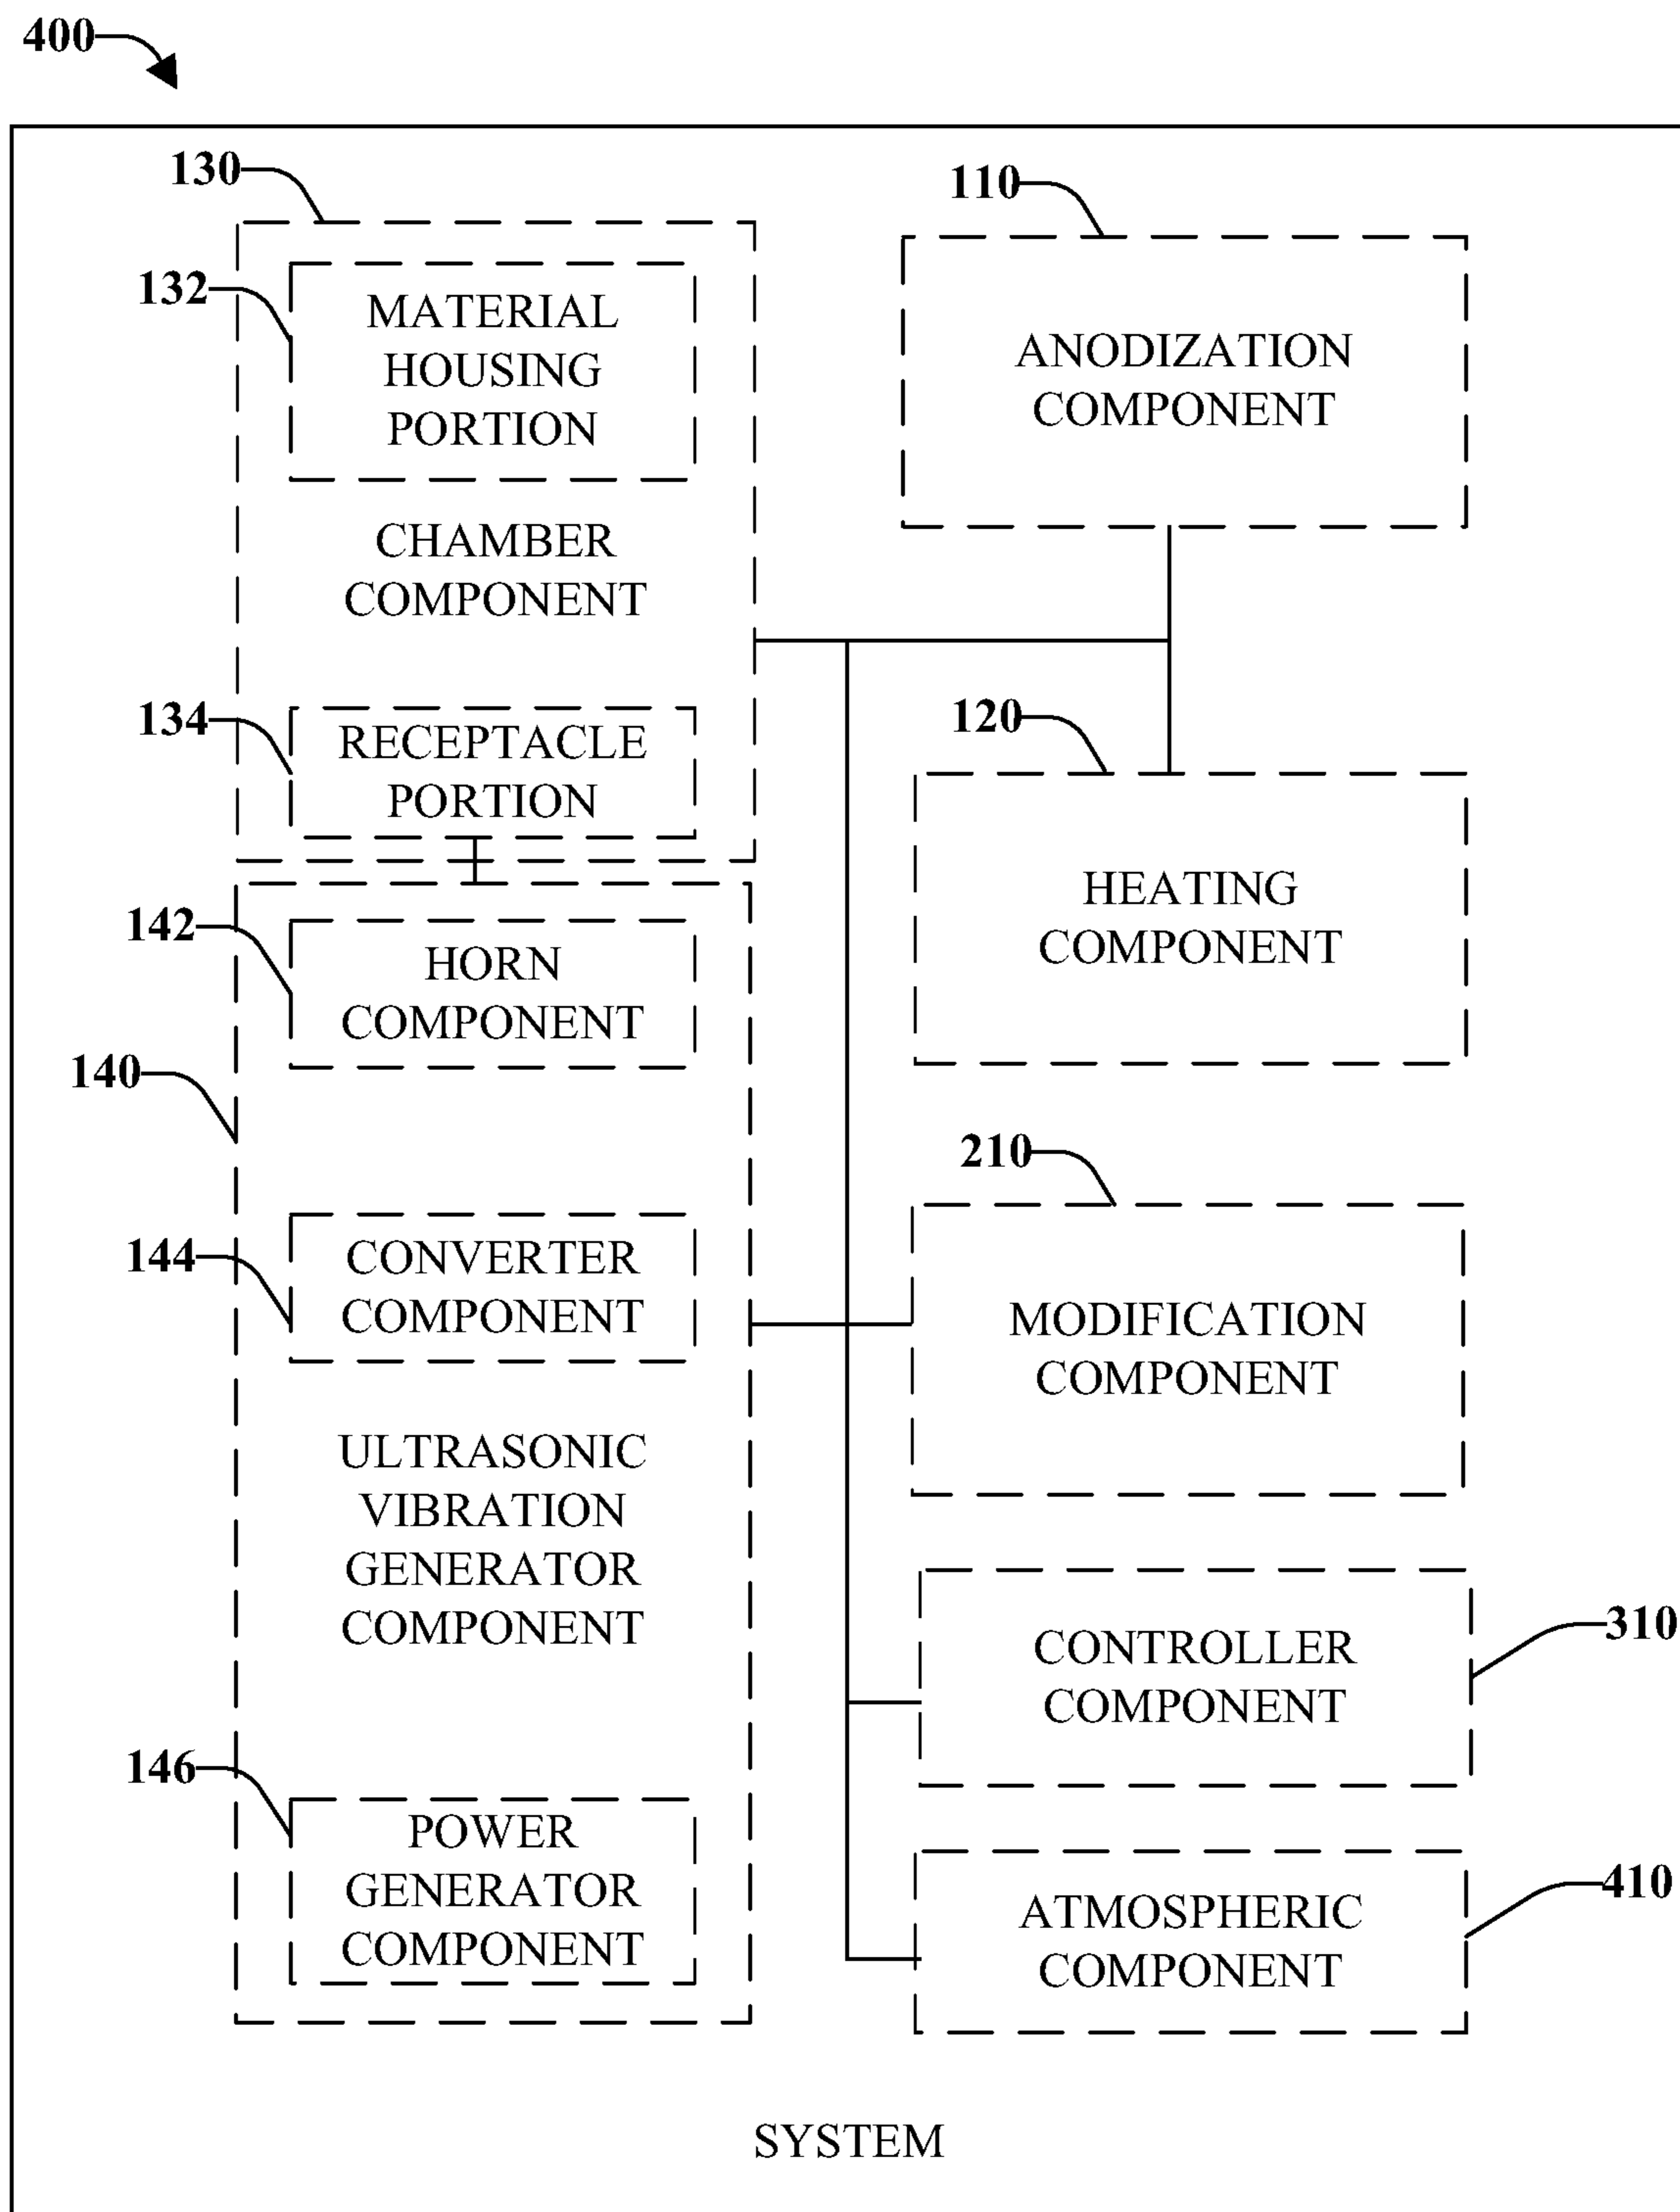 400
130
132
MATERIAL
HOUSING
PORTION
CHAMBER
COMPONENT
134
RECEPTACLE
PORTION
110
ANODIZATION
COMPONENT
120
HEATING
COMPONENT
142
HORN
COMPONENT
140
144
CONVERTER
COMPONENT
ULTRASONIC
VIBRATION
GENERATOR
COMPONENT
146
POWER
GENERATOR
COMPONENT
210
MODIFICATION
COMPONENT
310
CONTROLLER
COMPONENT
410
ATMOSPHERIC
COMPONENT
SYSTEM